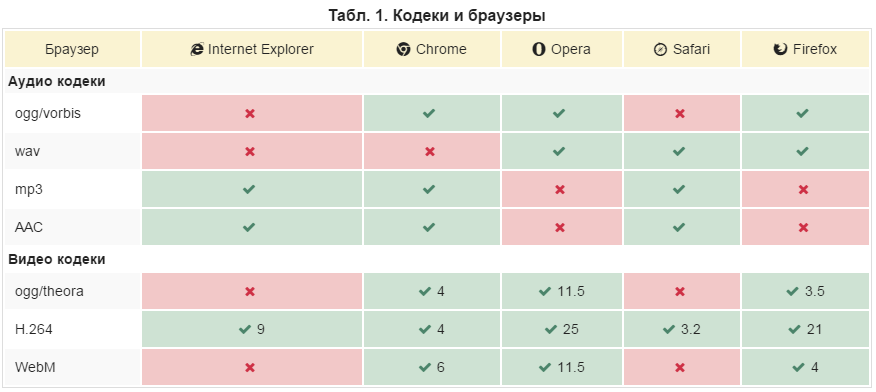 Табл. 1. Кодеки и браузеры
Браузер Internet Explorer Chrome Opera Safari Firefox
Аудио кодеки
ogg/vorbis ✖ ✔ ✔ ✖ ✔
wav ✖ ✖ ✔ ✔ ✔
mp3 ✔ ✔ ✖ ✔ ✖
AAC ✔ ✔ ✖ ✔ ✖
Видео кодеки
ogg/theora ✖ ✔ 4 ✔ 11.5 ✖ ✔ 3.5
H.264 ✔ 9 ✔ 4 ✔ 25 ✔ 3.2 ✔ 21
WebM ✖ ✔ 6 ✔ 11.5 ✖ ✔ 4